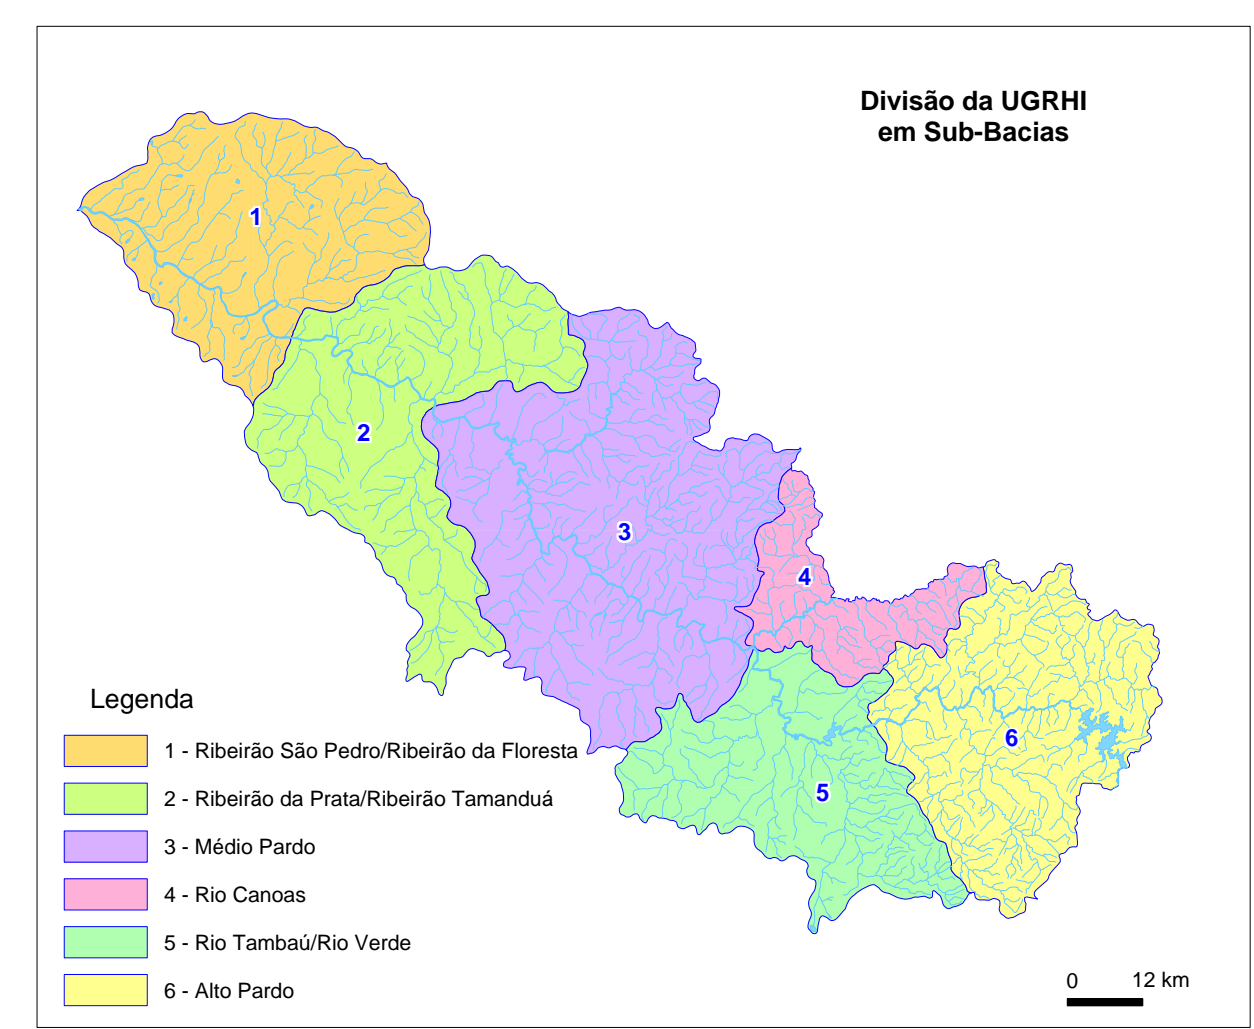 Divisão da UGRHI
em Sub-Bacias
1
2
3
4
5
6
Legenda
1 - Ribeirão São Pedro/Ribeirão da Floresta
2 - Ribeirão da Prata/Ribeirão Tamanduá
3 - Médio Pardo
4 - Rio Canoas
5 - Rio Tambaú/Rio Verde
6 - Alto Pardo
0 12 km